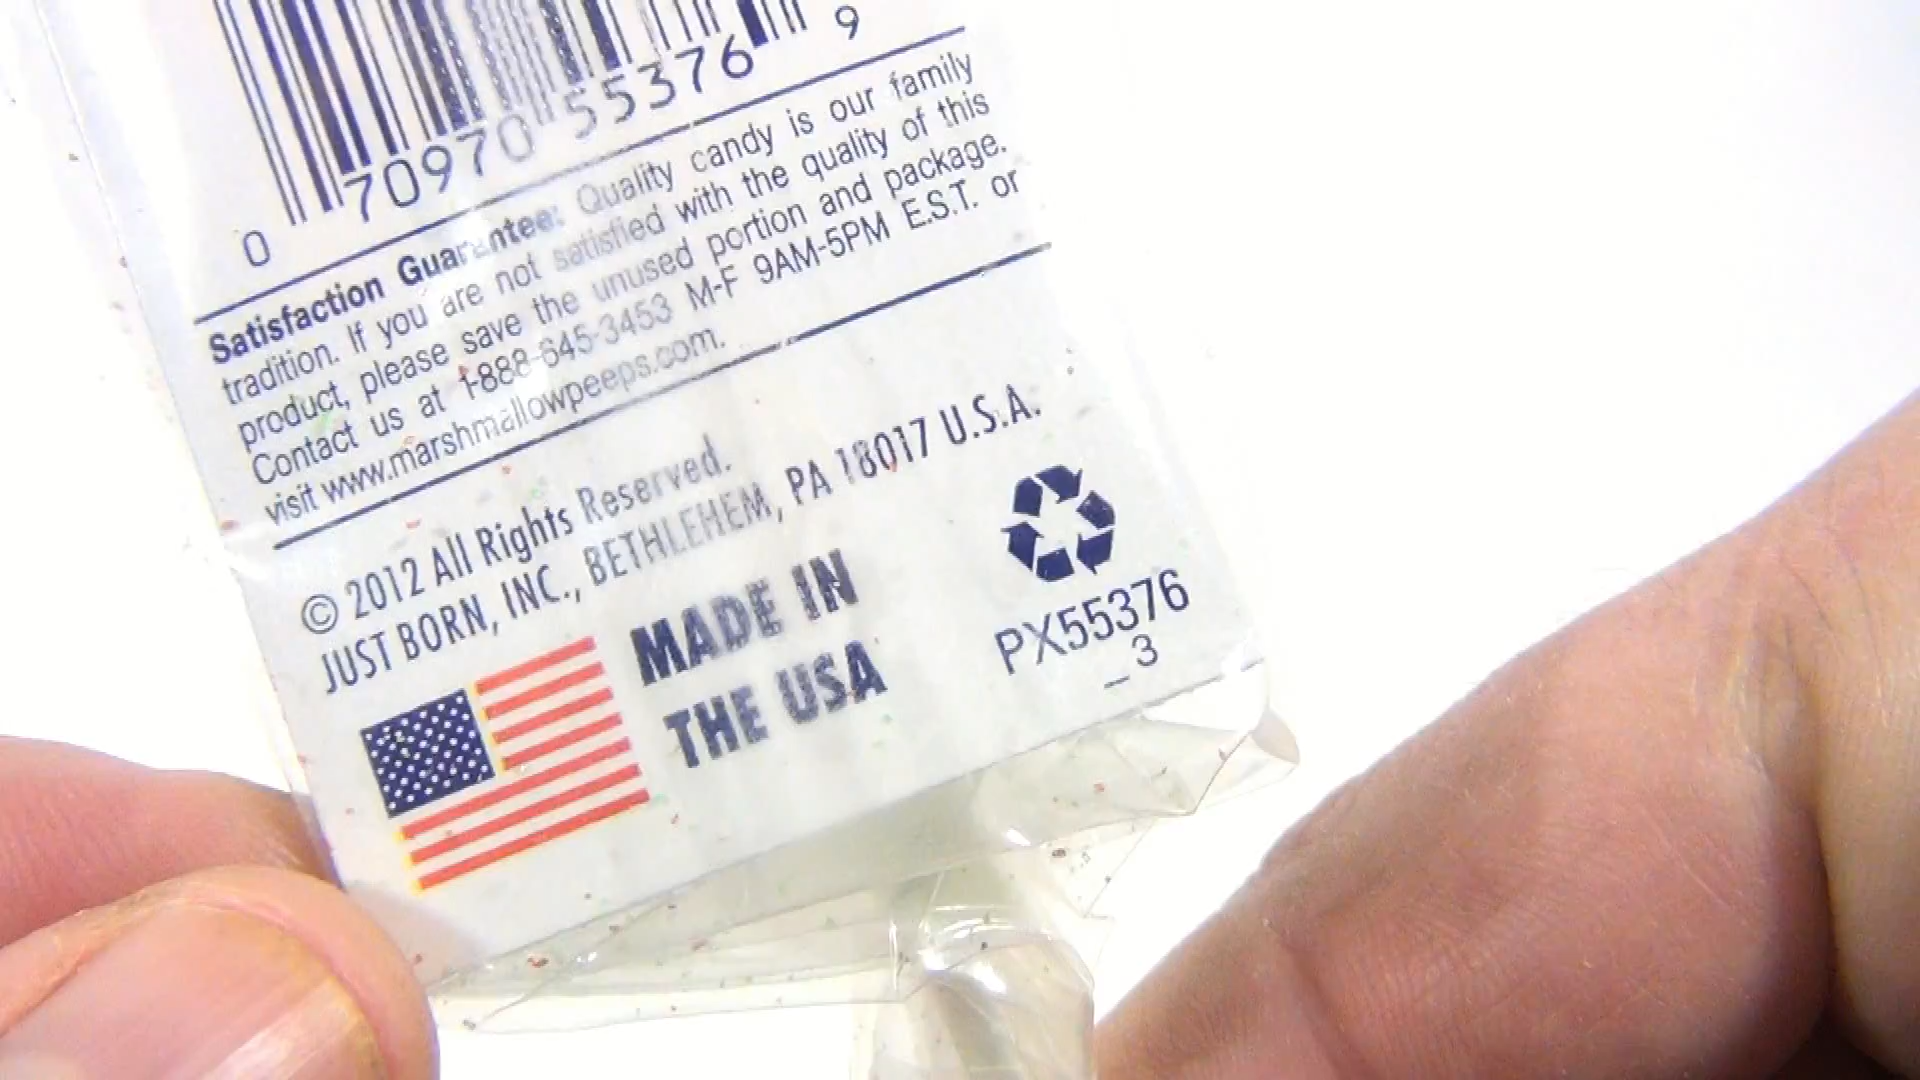 0 70970 55376 9
Satisfaction Guarantee: Quality candy is our family
tradition. If you are not satisfied with the quality of this
product, please save the unused portion and package.
Contact us at 1-888-645-3453 M-F 9AM-5PM E.S.T. or
visit www.marshmallowpeeps.com.
© 2012 All Rights Reserved.
JUST BORN, INC., BETHLEHEM, PA 18017 U.S.A.
MADE IN
THE USA
PX55376
_3